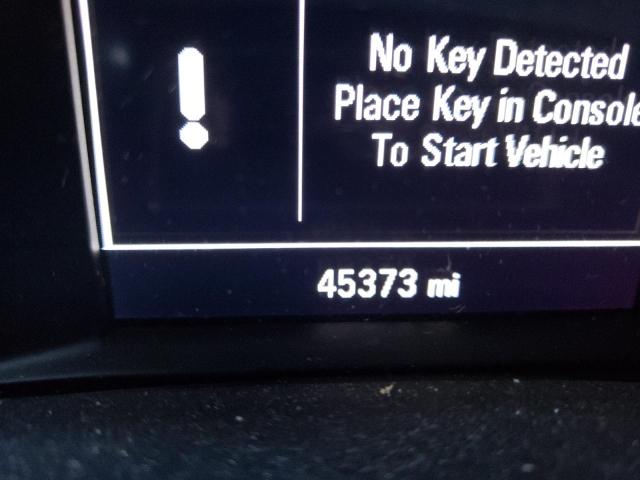 No Key Detected
Place Key in Console
To Start Vehicle
45373 mi